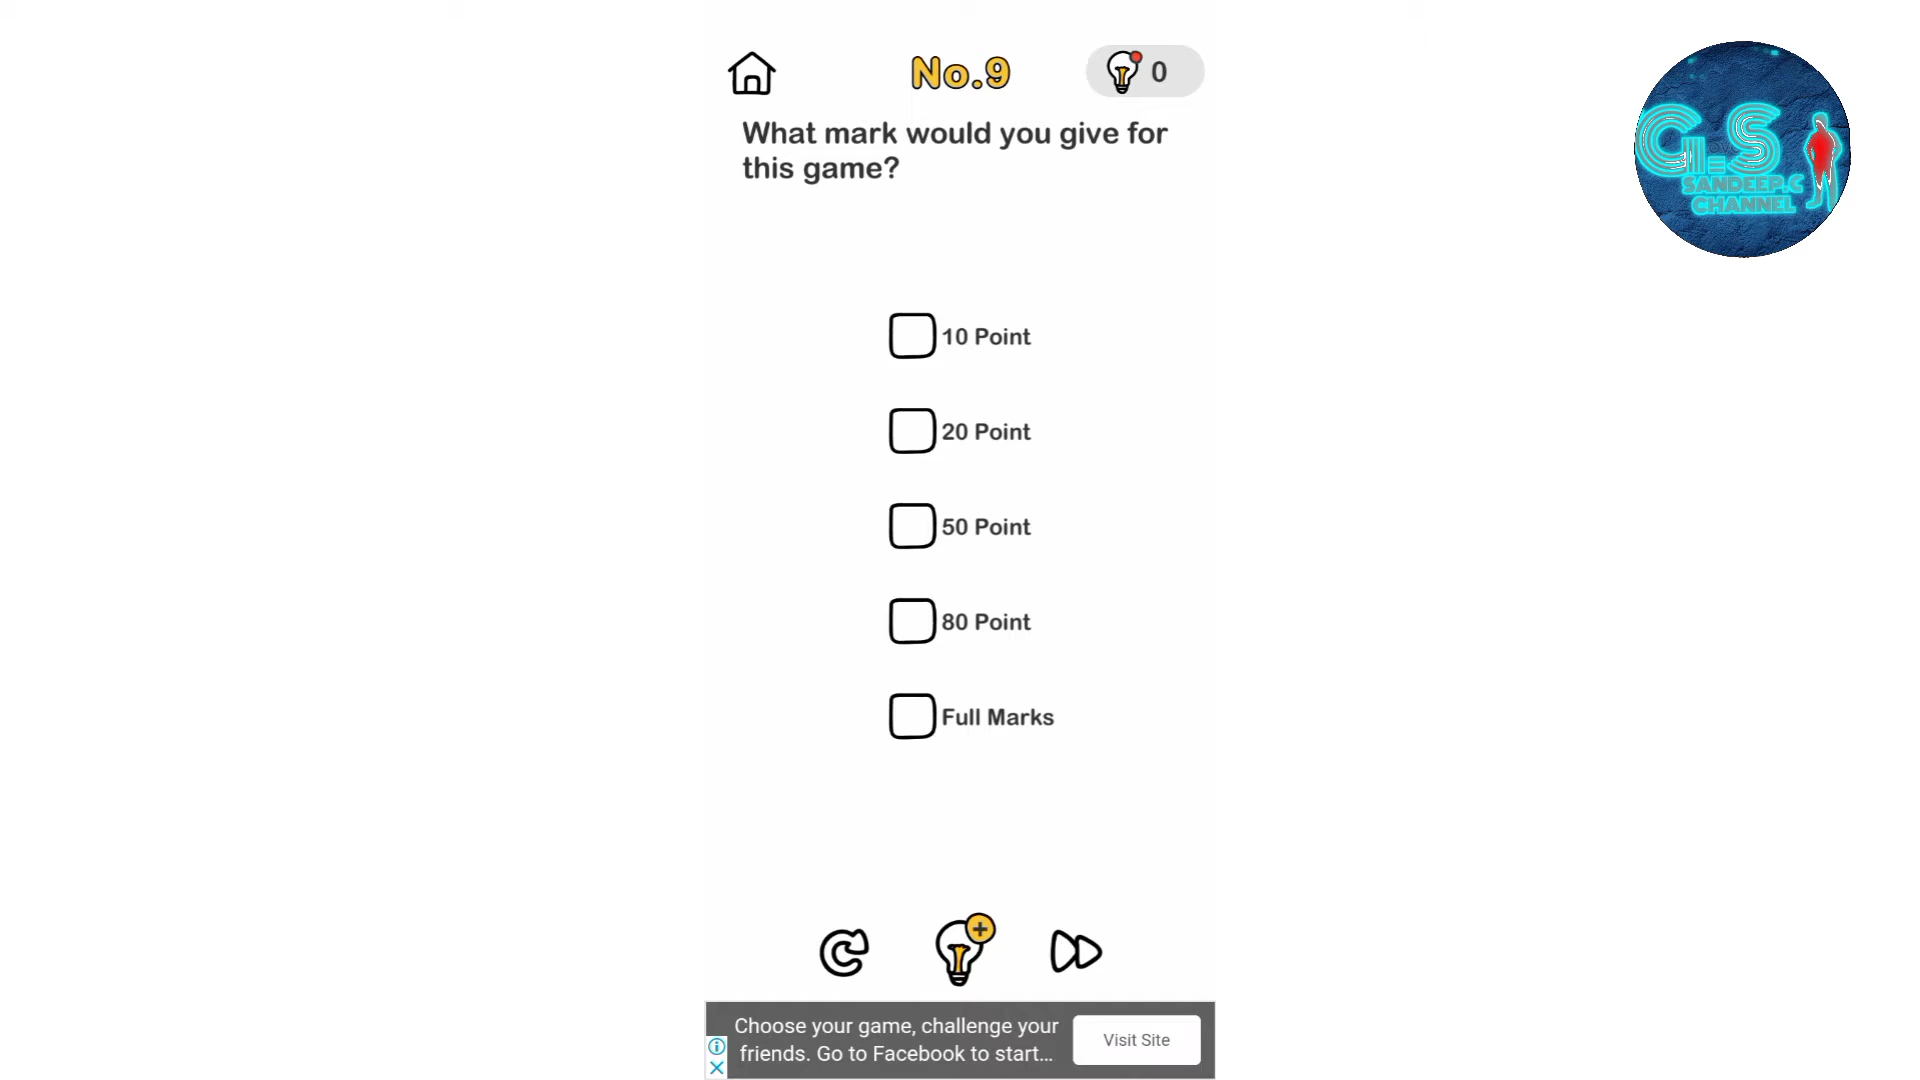 No.9
0
What mark would you give for
this game?
10 Point
20 Point
50 Point
80 Point
Full Marks
Choose your game, challenge your
friends. Go to Facebook to start...
Visit Site
G.S
SANDEEP.C
CHANNEL